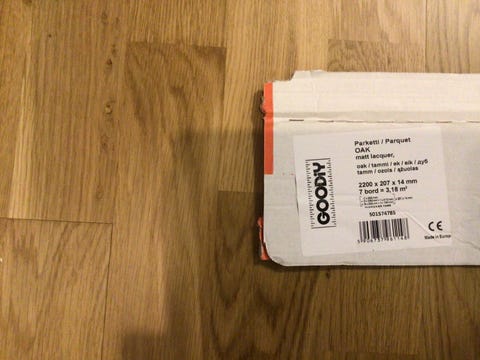 GOODIY
Parketti / Parquet
OAK
matt lacquer,
oak / tammi / ek / eik / дуб
tamm / ozols / ąžuolas
2200 x 207 x 14 mm
7 bord = 3,18 m²
501574785
CE
Made in Europe